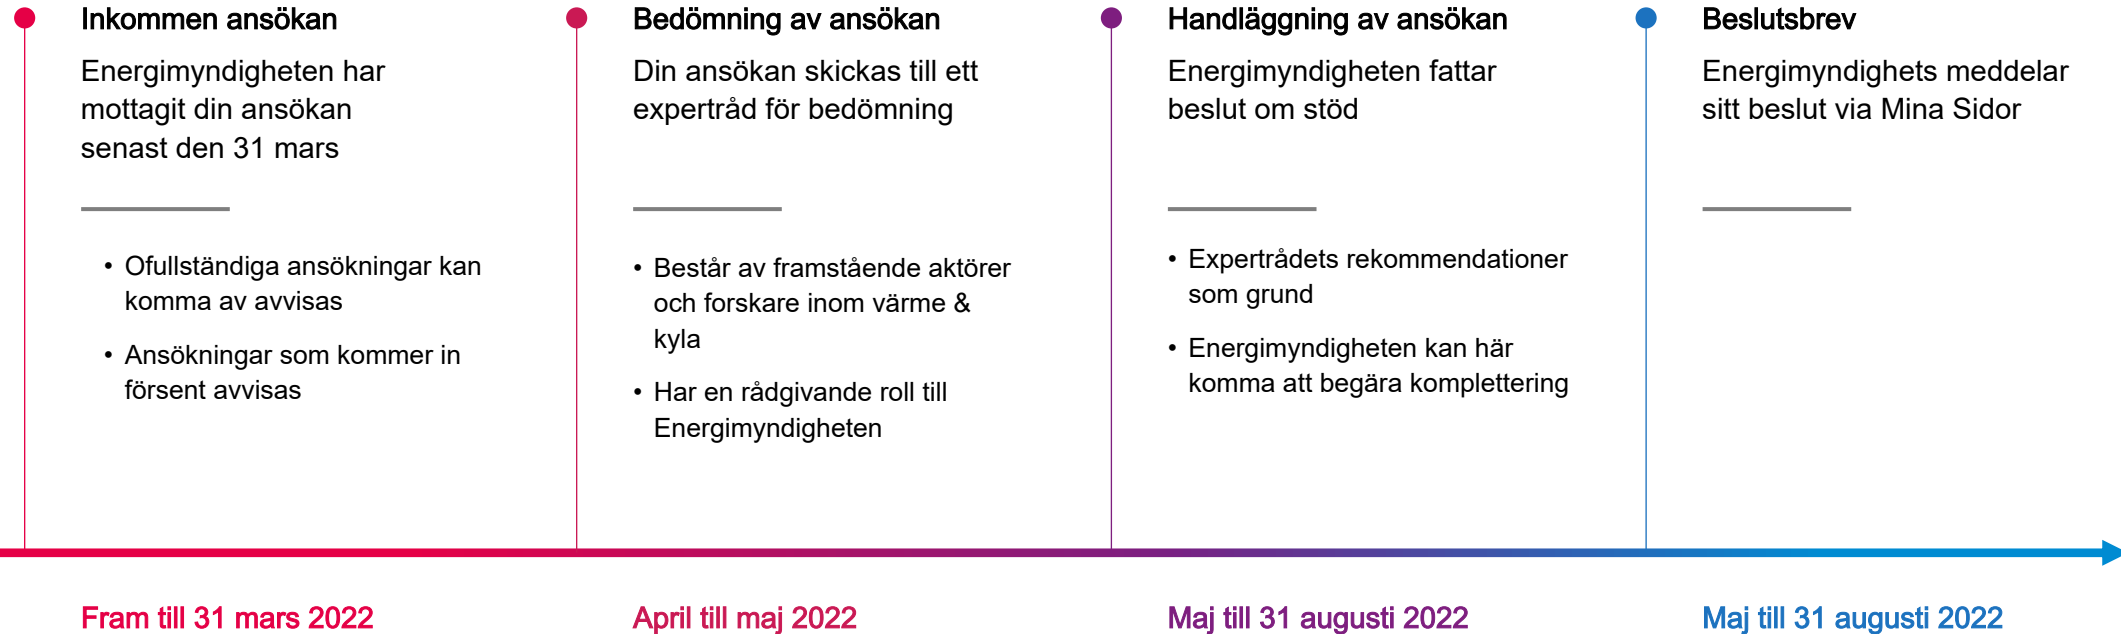 Inkommen ansökan
Energimyndigheten har
mottagit din ansökan
senast den 31 mars
• Ofullständiga ansökningar kan
komma av avvisas
• Ansökningar som kommer in
försent avvisas
Fram till 31 mars 2022
Bedömning av ansökan
Din ansökan skickas till ett
expertråd för bedömning
• Består av framstående aktörer
och forskare inom värme &
kyla
• Har en rådgivande roll till
Energimyndigheten
April till maj 2022
Handläggning av ansökan
Energimyndigheten fattar
beslut om stöd
• Expertrådets rekommendationer
som grund
• Energimyndigheten kan här
komma att begära komplettering
Maj till 31 augusti 2022
Beslutsbrev
Energimyndighets meddelar
sitt beslut via Mina Sidor
Maj till 31 augusti 2022